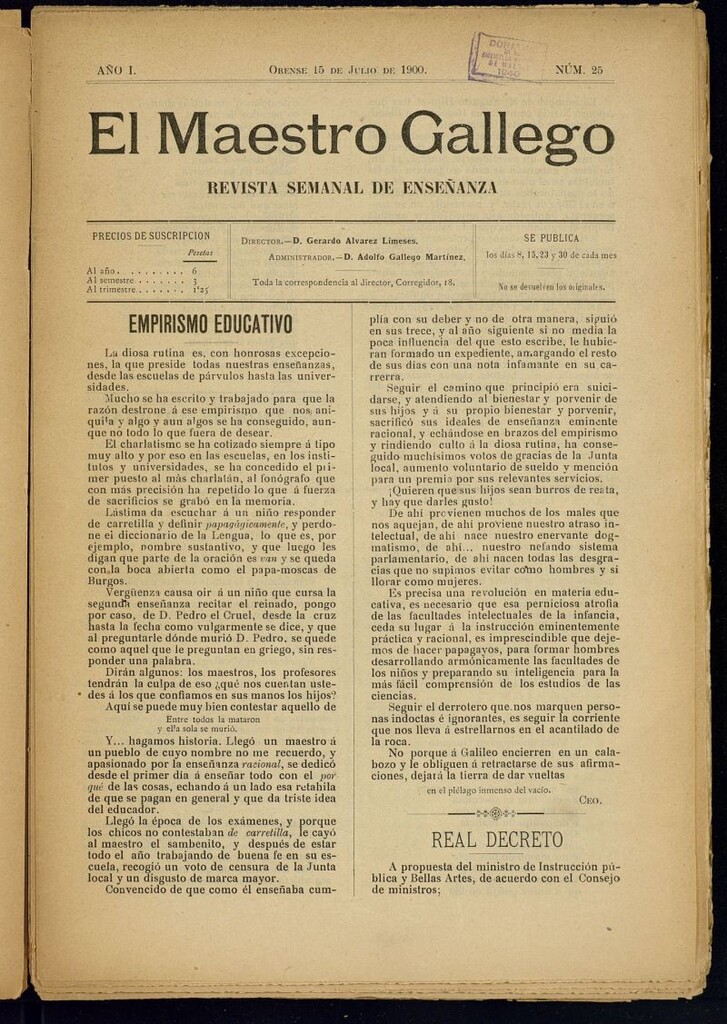 AÑO I.
ORENSE 15 DE JULIO DE 1900.
NÚM. 25
El Maestro Gallego
REVISTA SEMANAL DE ENSEÑANZA
PRECIOS DE SUSCRIPCION
Pesetas
Al año. . . . . . . . . . 6
Al semestre. . . . . . . . 3
Al trimestre. . . . . . . 1'25
DIRECTOR.—D. Gerardo Alvarez Limeses.
ADMINISTRADOR.—D. Adolfo Gallego Martínez.
Toda la correspondencia al director, Corregidor, 18.
SE PUBLICA
los días 8, 15, 23 y 30 de cada mes
No se devuelven los originales.
EMPIRISMO EDUCATIVO
La diosa rutina es, con honrosas excepcio-
nes, la que preside todas nuestras enseñanzas,
desde las escuelas de párvulos hasta las univer-
sidades.
Mucho se ha escrito y trabajado para que la
razón destrone á ese empirismo que nos ani-
quila y algo y aun algos se ha conseguido, aun-
que no todo lo que fuera de desear.
El charlatismo se ha cotizado siempre á tipo
muy alto y por eso en las escuelas, en los insti-
tutos y universidades, se ha concedido el pri-
mer puesto al más charlatán, al fonógrafo que
con más precisión ha repetido lo que á fuerza
de sacrificios se grabó en la memoria.
Lástima da escuchar á un niño responder
de carretilla y definir papagágicamente, y perdo-
ne el diccionario de la Lengua, lo que es, por
ejemplo, nombre sustantivo, y que luego les
digan que parte de la oración es van y se queda
con la boca abierta como el papa-moscas de
Burgos.
Vergüenza causa oir á un niño que cursa la
segunda enseñanza recitar el reinado, pongo
por caso, de D. Pedro el Cruel, desde la cruz
hasta la fecha como vulgarmente se dice, y que
al preguntarle dónde murió D. Pedro, se quede
como aquel que le preguntan en griego, sin res-
ponder una palabra.
Dirán algunos: los maestros, los profesores
tendrán la culpa de eso ¿qué nos cuentan uste-
des á los que confiamos en sus manos los hijos?
Aquí se puede muy bien contestar aquello de
Entre todos la mataron
y ella sola se murió.
Y... hagamos historia. Llegó un maestro á
un pueblo de cuyo nombre no me recuerdo, y
apasionado por la enseñanza racional, se dedicó
desde el primer día á enseñar todo con el por
qué de las cosas, echando á un lado esa retahila
de que se pagan en general y que da triste idea
del educador.
Llegó la época de los exámenes, y porque
los chicos no contestaban de carretilla, le cayó
al maestro el sambenito, y después de estar
todo el año trabajando de buena fe en su es-
cuela, recogió un voto de censura de la Junta
local y un disgusto de marca mayor.
Convencido de que como él enseñaba cum-
plía con su deber y no de otra manera, siguió
en sus trece, y al año siguiente si no media la
poca influencia del que esto escribe, le hubie-
ran formado un expediente, amargando el resto
de sus dias con una nota infamante en su ca-
rrerra.
Seguir el camino que principió era suici-
darse, y atendiendo al bienestar y porvenir de
sus hijos y á su propio bienestar y porvenir,
sacrificó sus ideales de enseñanza eminente
racional, y echándose en brazos del empirismo
y rindiendo culto á la diosa rutina, ha conse-
guido muchísimos votos de gracias de la Junta
local, aumento voluntario de sueldo y mención
para un premio por sus relevantes servicios.
¡Quieren que sus hijos sean burros de reata,
y hay que darles gusto!
De ahí provienen muchos de los males que
nos aquejan, de ahí proviene nuestro atraso in-
telectual, de ahí nace nuestro enervante dog-
matismo, de ahí... nuestro nefando sistema
parlamentario, de ahí nacen todas las desgra-
cias que no supimos evitar como hombres y sí
llorar como mujeres.
Es precisa una revolución en materia edu-
cativa, es necesario que esa perniciosa atrofia
de las facultades intelectuales de la infancia,
ceda su lugar á la instrucción eminentemente
práctica y racional, es imprescindible que deje-
mos de hacer papagayos, para formar hombres
desarrollando armónicamente las facultades de
los niños y preparando su inteligencia para la
más fácil comprensión de los estudios de las
ciencias.
Seguir el derrotero que nos marquen perso-
nas indoctas é ignorantes, es seguir la corriente
que nos lleva á estrellarnos en el acantilado de
la roca.
No porque á Galileo encierren en un cala-
bozo y le obliguen á retractarse de sus afirma-
ciones, dejará la tierra de dar vueltas
en el piélago inmenso del vacío.
CEO.
REAL DECRETO
A propuesta del ministro de Instrucción pú-
blica y Bellas Artes, de acuerdo con el Consejo
de ministros;